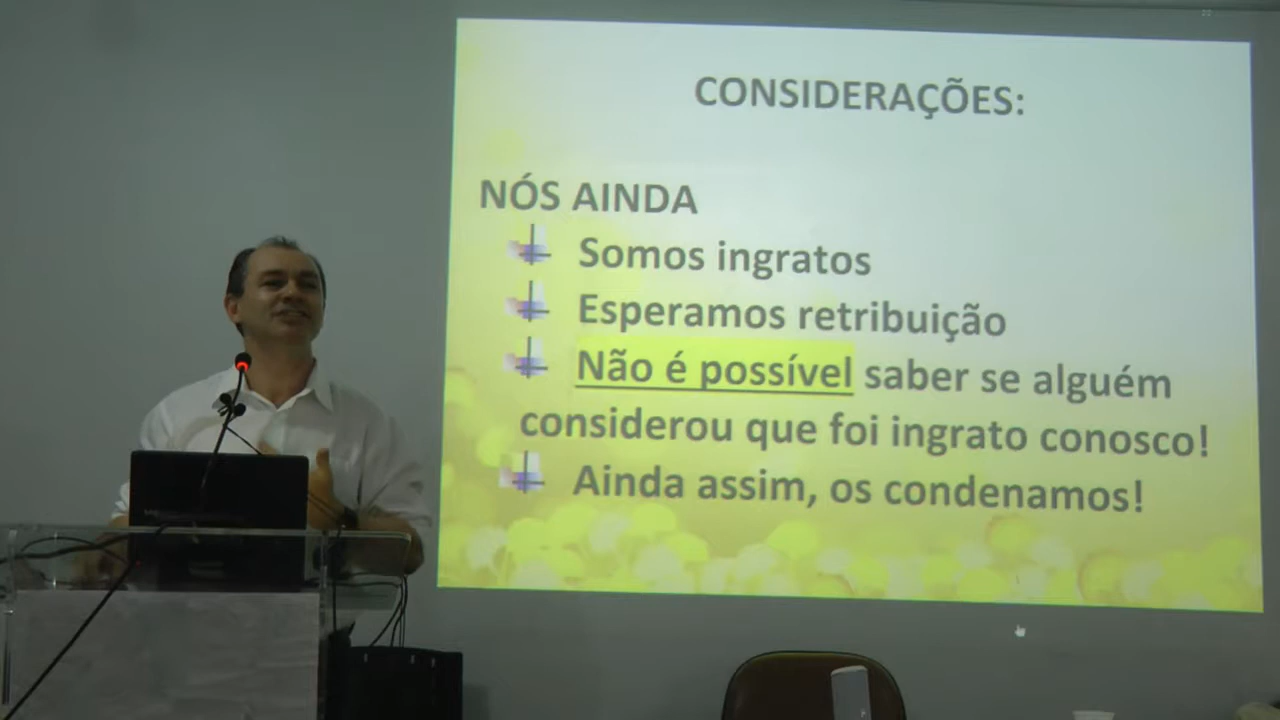 CONSIDERAÇÕES:
NÓS AINDA
Somos ingratos
Esperamos retribuição
Não é possível saber se alguém
considerou que foi ingrato conosco!
Ainda assim, os condenamos!